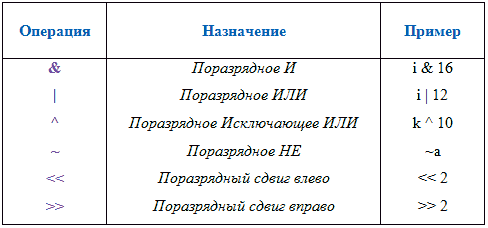 Операция Назначение Пример
& Поразрядное И i & 16
| Поразрядное ИЛИ i | 12
^ Поразрядное Исключающее ИЛИ k ^ 10
~ Поразрядное НЕ ~a
<< Поразрядный сдвиг влево << 2
>> Поразрядный сдвиг вправо >> 2